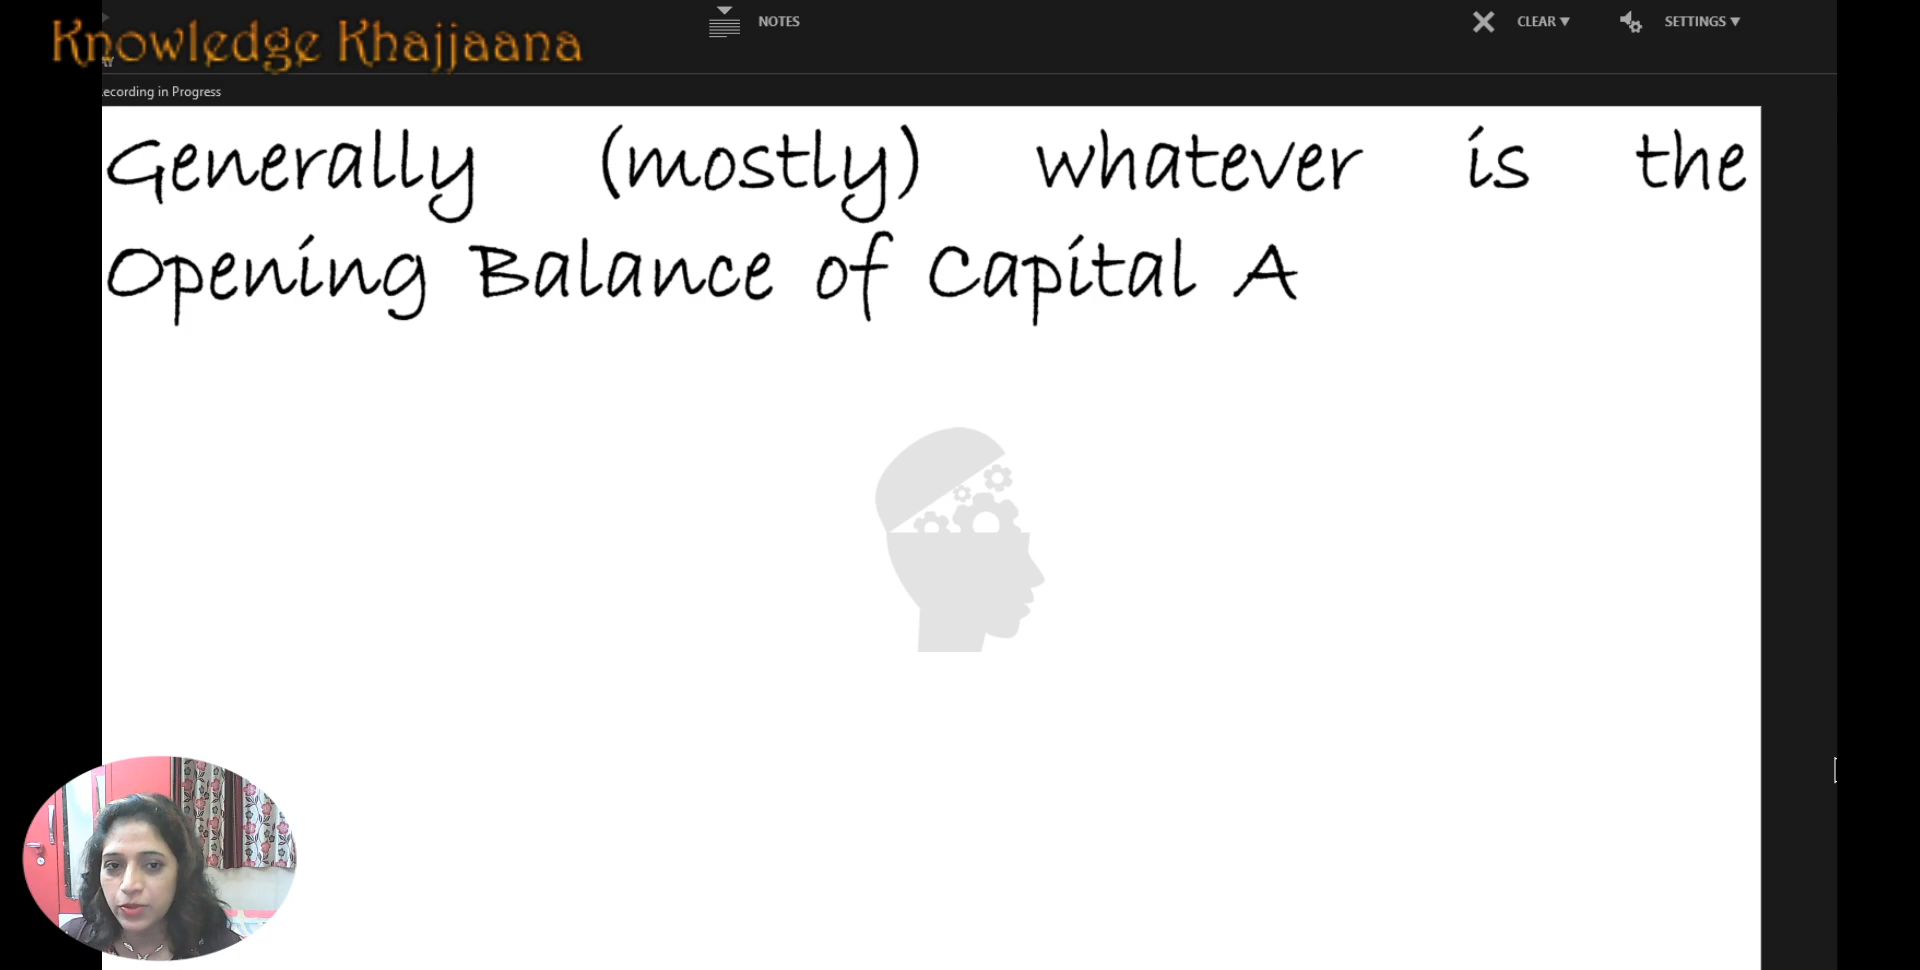 Knowledge Khajjaana
NOTES
CLEAR
SETTINGS
ecording in Progress
Generally (mostly) whatever is the
Opening Balance of Capital A